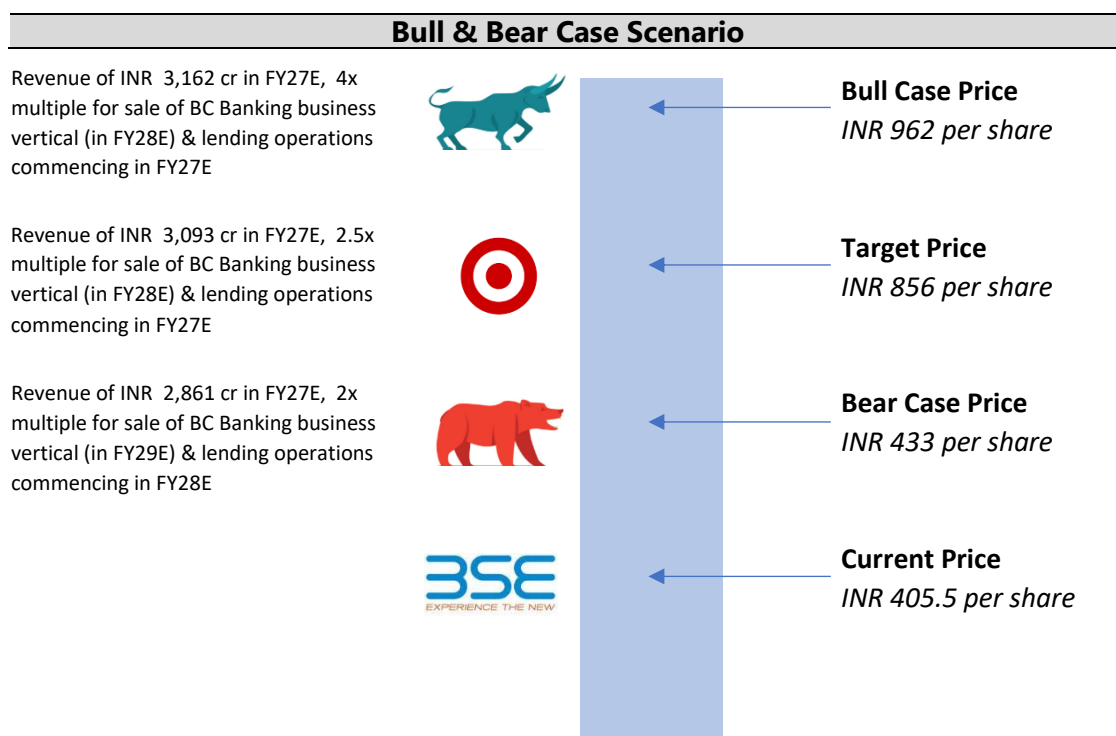 Bull & Bear Case Scenario
Revenue of INR 3,162 cr in FY27E, 4x
multiple for sale of BC Banking business
vertical (in FY28E) & lending operations
commencing in FY27E
Bull Case Price
INR 962 per share
Revenue of INR 3,093 cr in FY27E, 2.5x
multiple for sale of BC Banking business
vertical (in FY28E) & lending operations
commencing in FY27E
Target Price
INR 856 per share
Revenue of INR 2,861 cr in FY27E, 2x
multiple for sale of BC Banking business
vertical (in FY29E) & lending operations
commencing in FY28E
Bear Case Price
INR 433 per share
BSE
EXPERIENCE THE NEW
Current Price
INR 405.5 per share